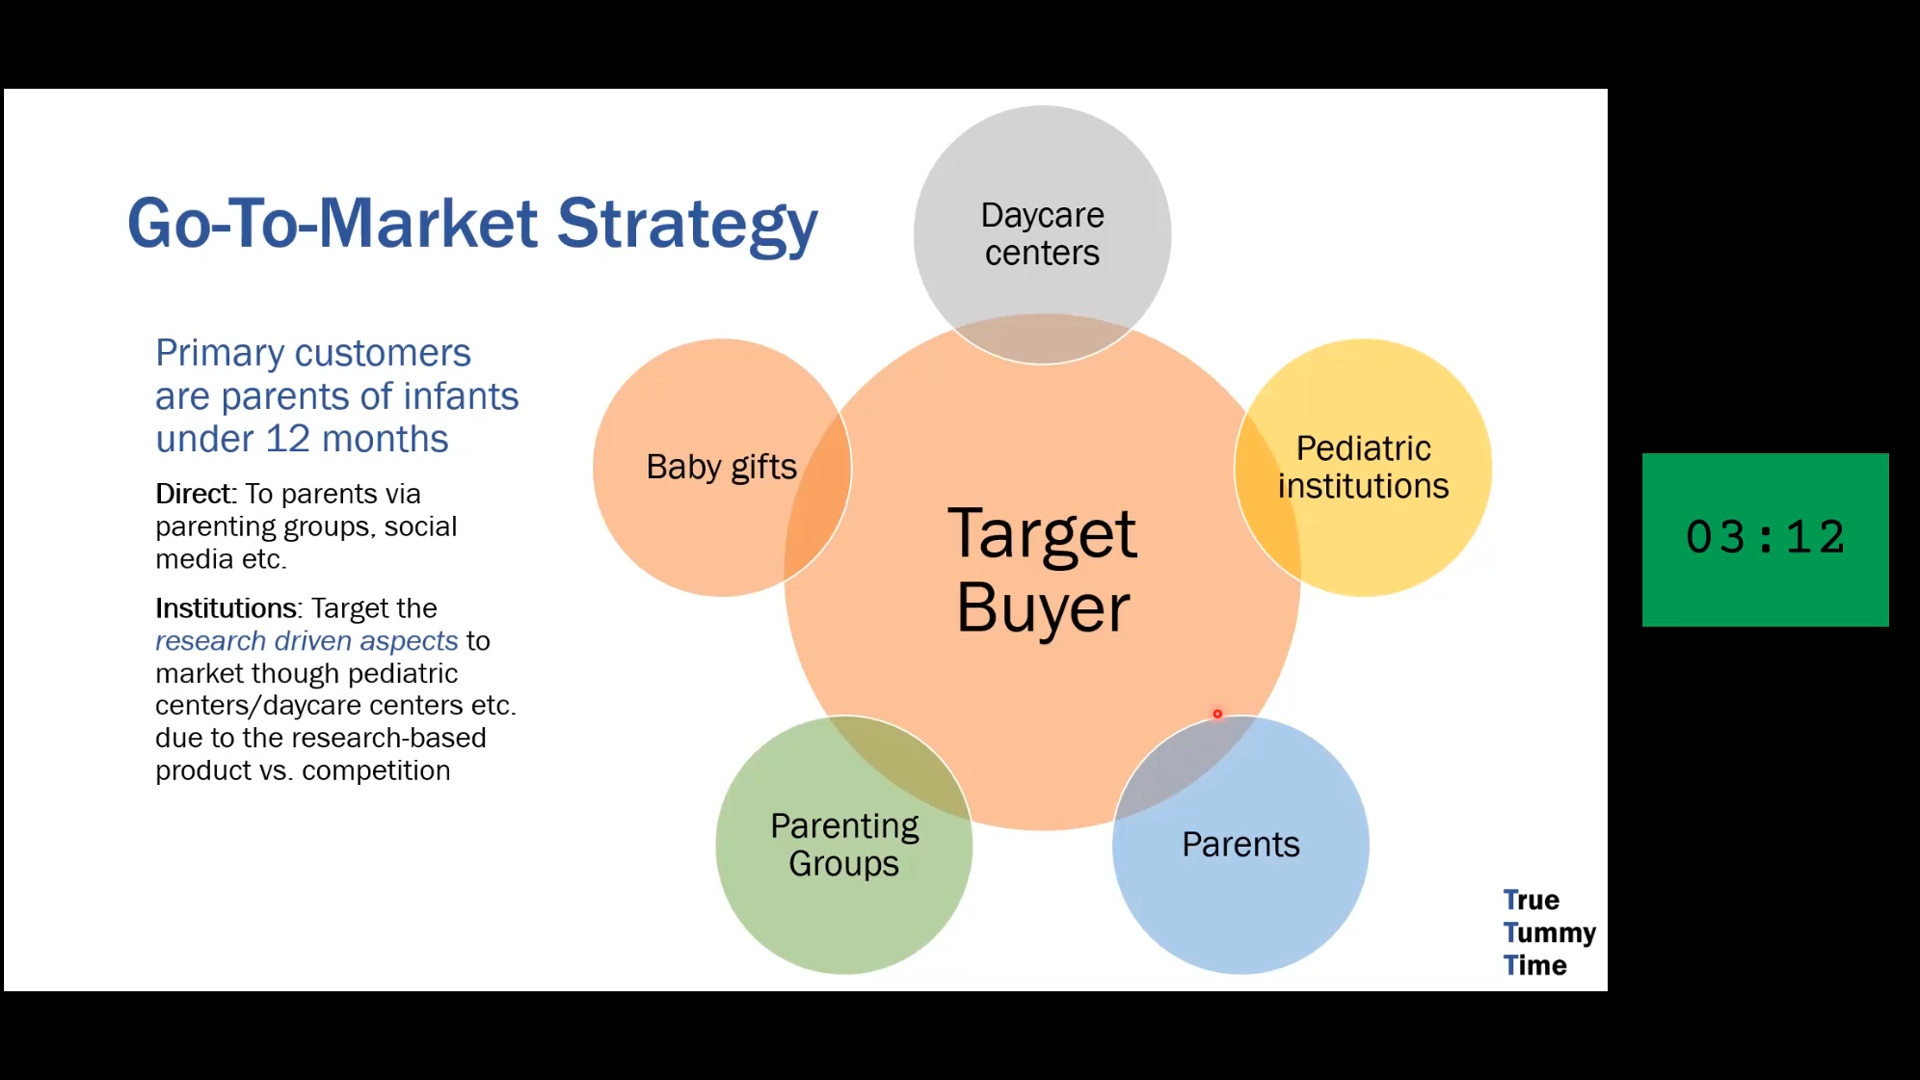 Go-To-Market Strategy
Primary customers
are parents of infants
under 12 months
Direct: To parents via
parenting groups, social
media etc.
Institutions: Target the
research driven aspects to
market though pediatric
centers/daycare centers etc.
due to the research-based
product vs. competition
Daycare
centers
Baby gifts
Pediatric
institutions
Target
Buyer
Parenting
Groups
Parents
True
Tummy
Time
03:12